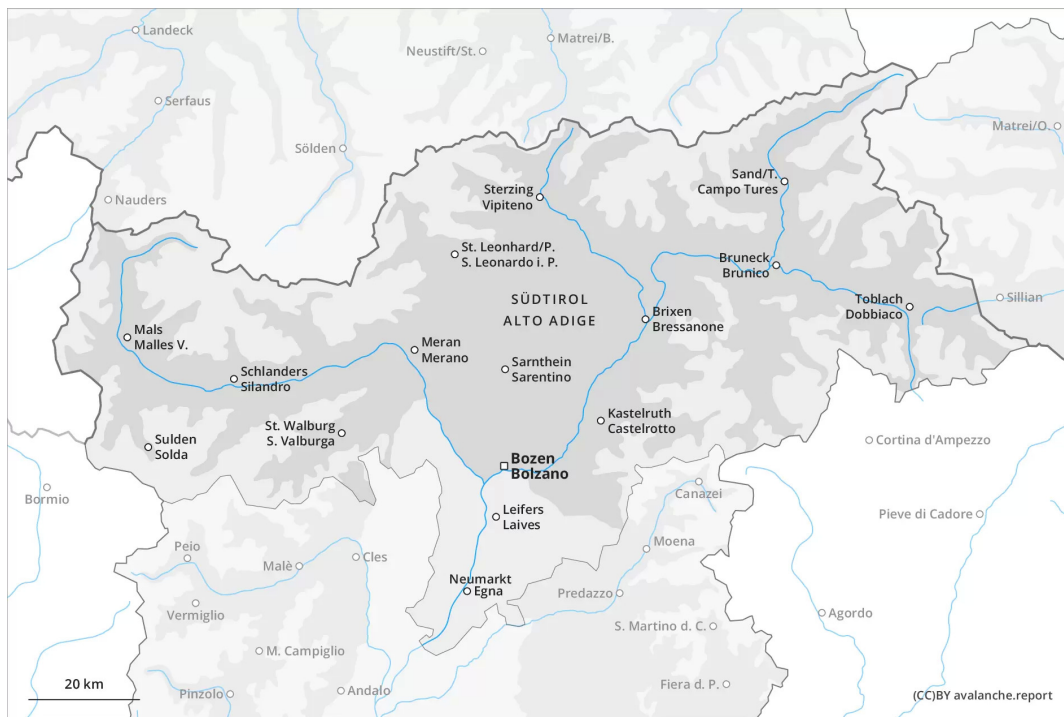 Landeck
Matrei/B.
Neustift/St.
Serfaus
Matrei/O.
Sölden
Sand/T.
Campo Tures
Sterzing
Vipiteno
Nauders
St. Leonhard/P.
S. Leonardo i. P.
Bruneck
Brunico
SÜDTIROL
ALTO ADIGE
Toblach
Dobbiaco
Sillian
Brixen
Bressanone
Mals
Malles V.
Meran
Merano
Sarnthein
Sarentino
Schlanders
Silandro
Kastelruth
Castelrotto
St. Walburg
S. Valburga
Sulden
Solda
Cortina d'Ampezzo
Bozen
Bolzano
Bormio
Canazei
Leifers
Laives
Pieve di Cadore
Moena
Peio
Cles
Malè
Neumarkt
Egna
Predazzo
Vermiglio
Agordo
S. Martino d. C.
M. Campiglio
20 km
Pinzolo
Andalo
Fiera d. P.
(CC)BY avalanche.report